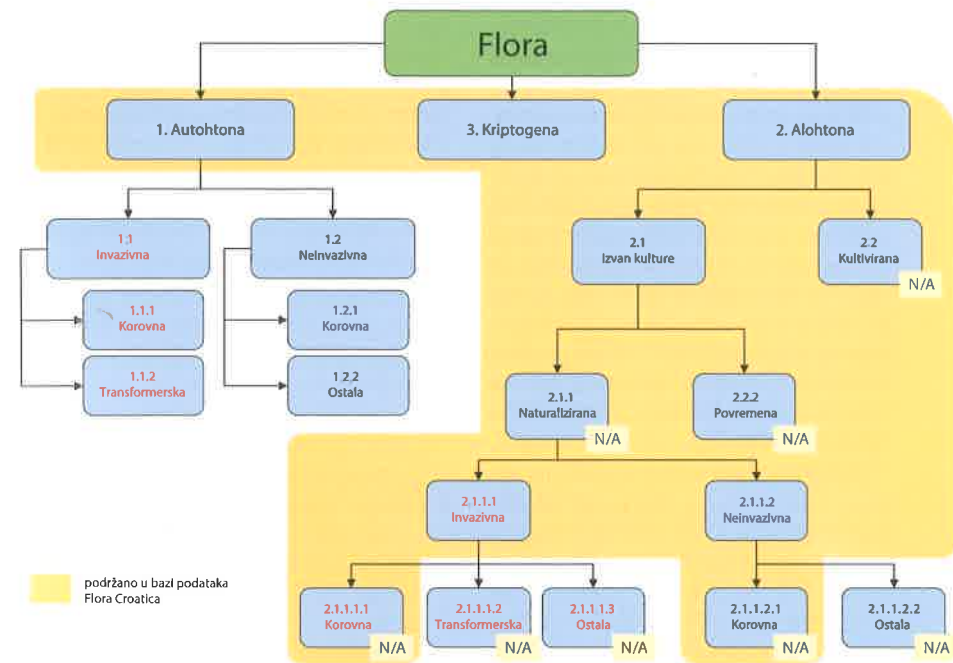 Flora
1. Autohtona
3. Kriptogena
2. Alohtona
1.1
Invazivna
1.2
Neinvazivna
2.1
Izvan kulture
2.2
Kultivirana
N/A
1.1.1
Korovna
1.2.1
Korovna
1.1.2
Transformerska
1.2.2
Ostala
2.1.1
Naturalizirana
N/A
2.2.2
Povremena
N/A
2.1.1.1
Invazivna
2.1.1.2
Neinvazivna
podržano u bazi podataka
Flora Croatica
2.1.1.1.1
Korovna
N/A
2.1.1.1.2
Transformerska
N/A
2.1.1.1.3
Ostala
N/A
2.1.1.2.1
Korovna
N/A
2.1.1.2.2
Ostala
N/A